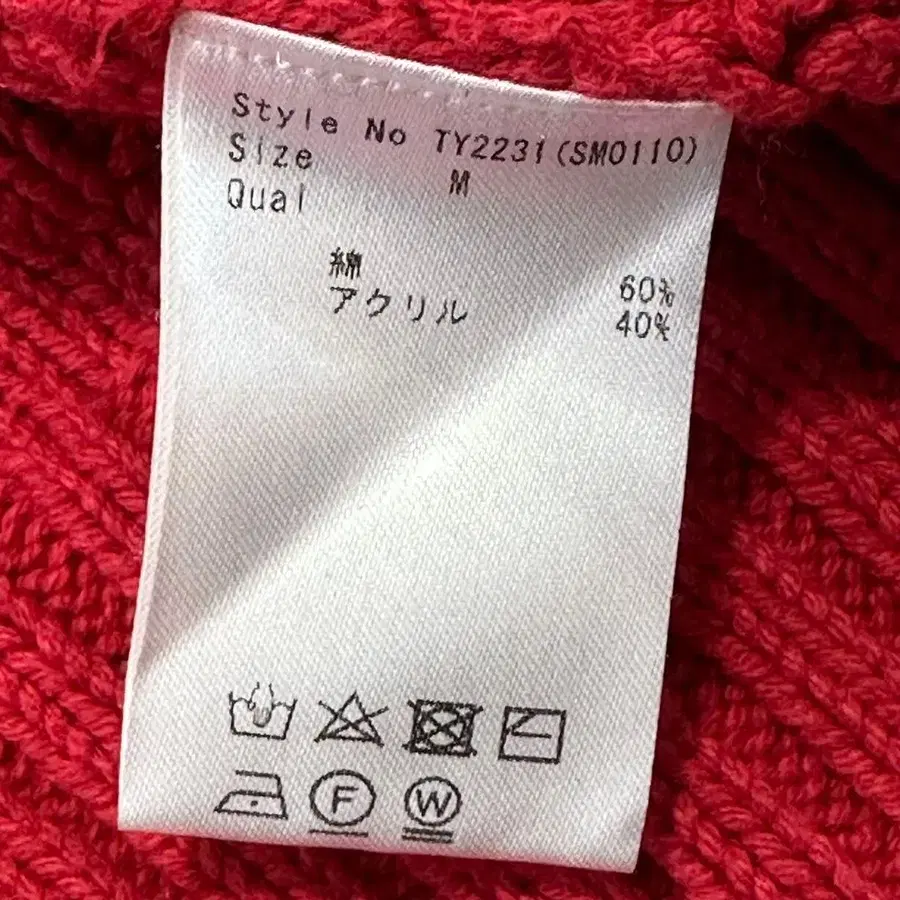 Style No TY2231(SM0110)
Size M
Qual
綿 60%
アクリル 40%
F W